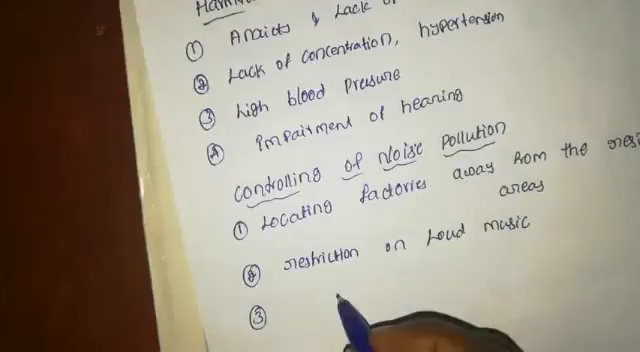 ① Anxiety & Lack
② Lack of concentration, hypertension
③ high blood Pressure
④ impairment of hearing
controlling of Noise Pollution
① Locating factories away from the
areas
② restriction on Loud music
③